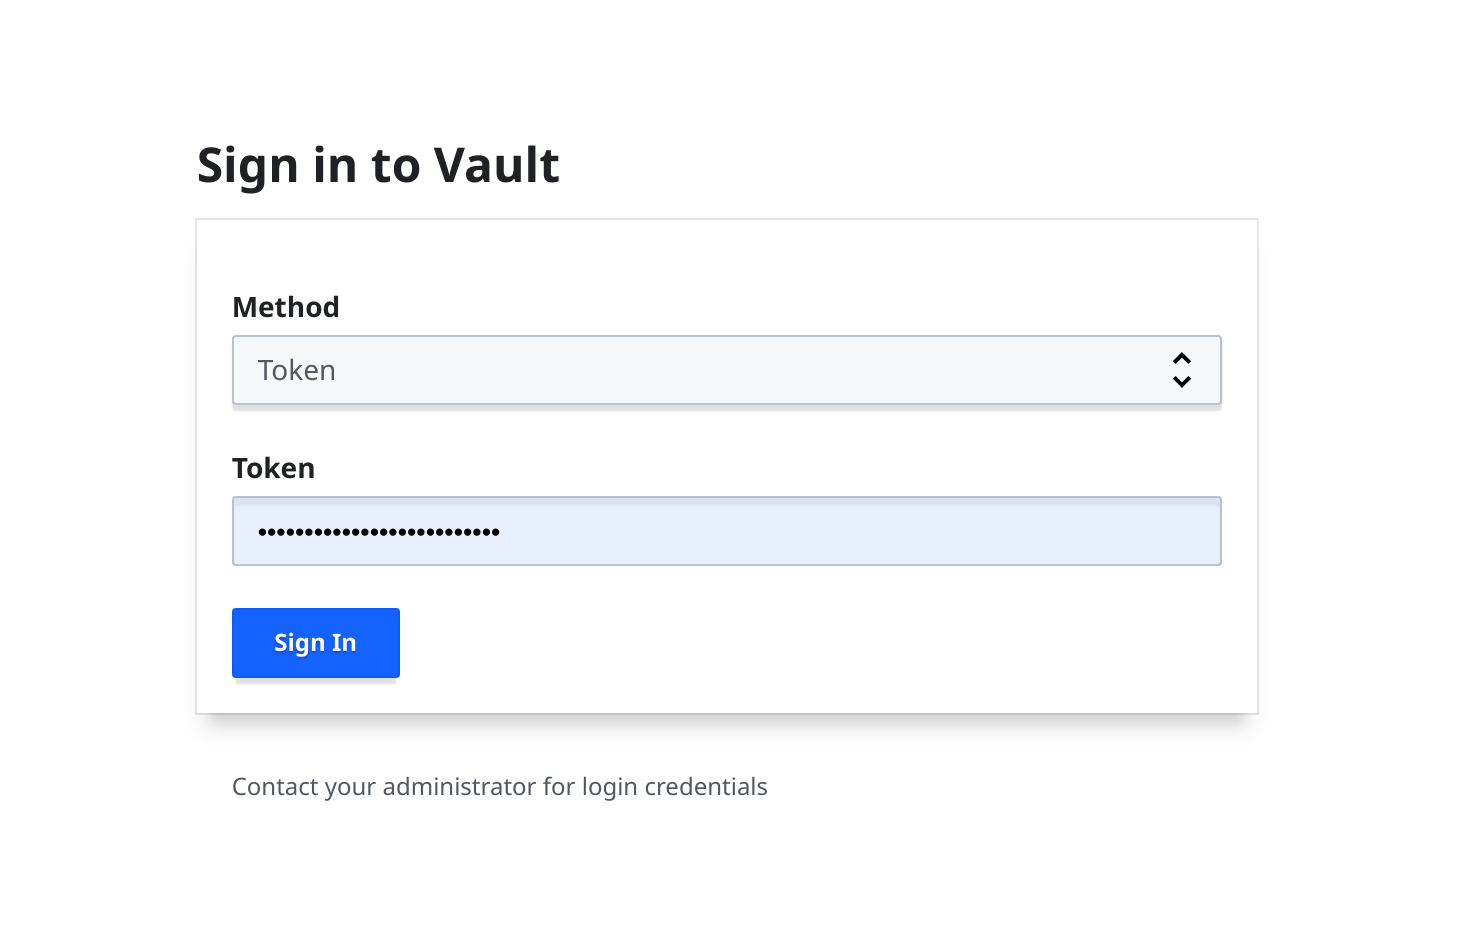 Sign in to Vault
Method
Token
Token
••••••••••••••••••••••••••
Sign In
Contact your administrator for login credentials